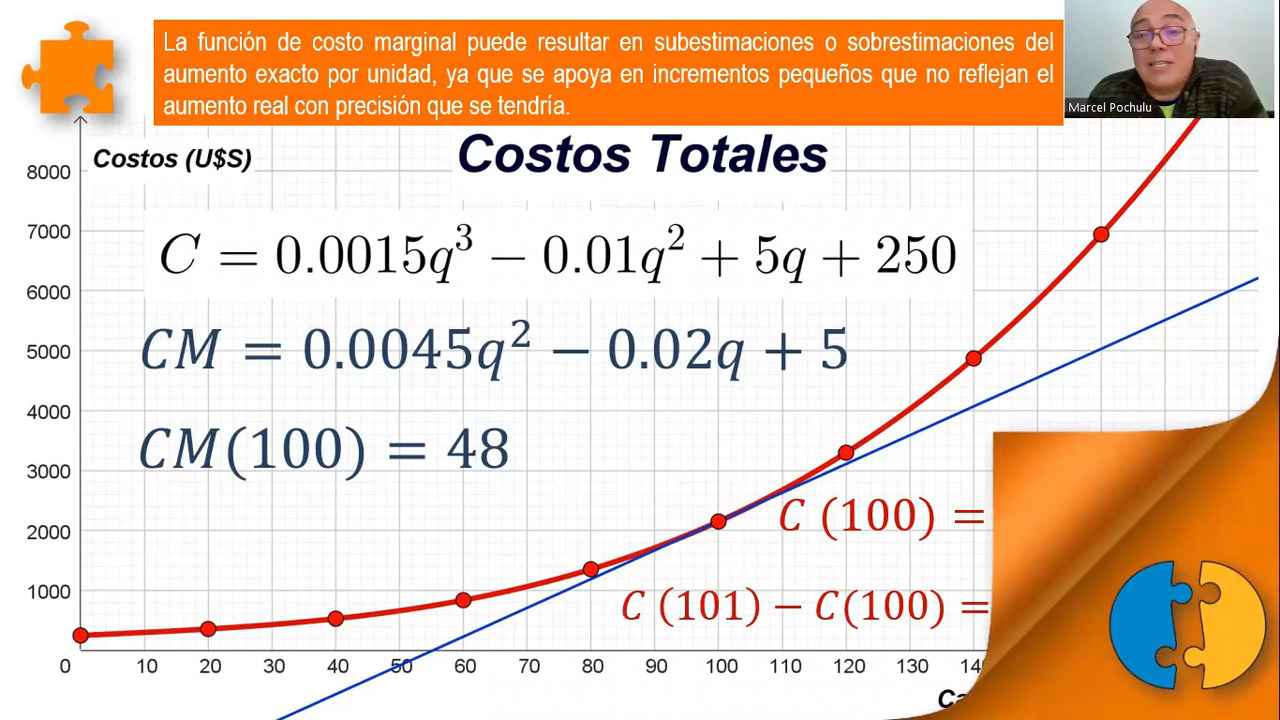 La función de costo marginal puede resultar en subestimaciones o sobrestimaciones del
aumento exacto por unidad, ya que se apoya en incrementos pequeños que no reflejan el
aumento real con precisión que se tendría.
Marcel Pochulu
Costos (U$S)
Costos Totales
C = 0.0015q³ − 0.01q² + 5q + 250
CM = 0.0045q² − 0.02q + 5
CM(100) = 48
C (100) =
C (101) − C(100) =
8000
7000
6000
5000
4000
3000
2000
1000
0 10 20 30 40 50 60 70 80 90 100 110 120 130